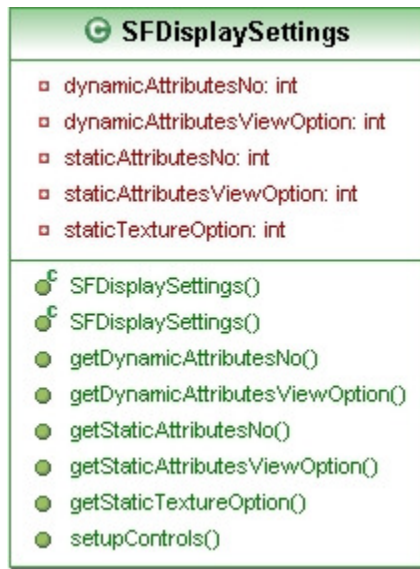 C SFDisplaySettings
dynamicAttributesNo: int
dynamicAttributesViewOption: int
staticAttributesNo: int
staticAttributesViewOption: int
staticTextureOption: int
C SFDisplaySettings()
C SFDisplaySettings()
getDynamicAttributesNo()
getDynamicAttributesViewOption()
getStaticAttributesNo()
getStaticAttributesViewOption()
getStaticTextureOption()
setupControls()